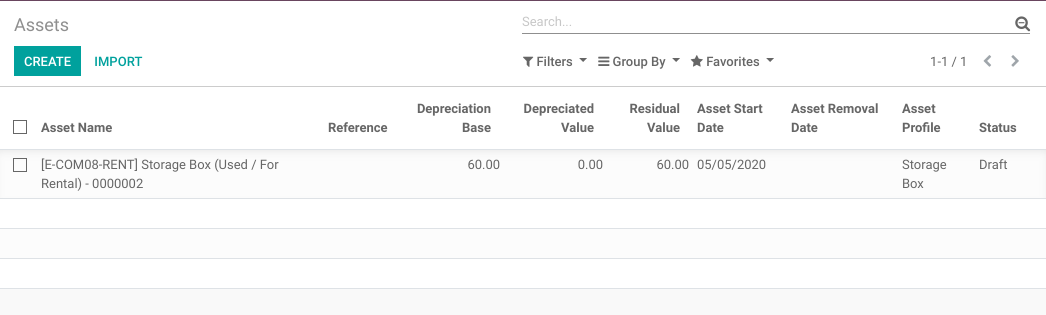 Assets
Search...
CREATE IMPORT
Filters Group By Favorites 1-1 / 1
Depreciation Depreciated Residual Asset Start Asset Removal Asset
Asset Name Reference Base Value Value Date Date Profile Status
[E-COM08-RENT] Storage Box (Used / For 60.00 0.00 60.00 05/05/2020 Storage Draft
Rental) - 0000002 Box